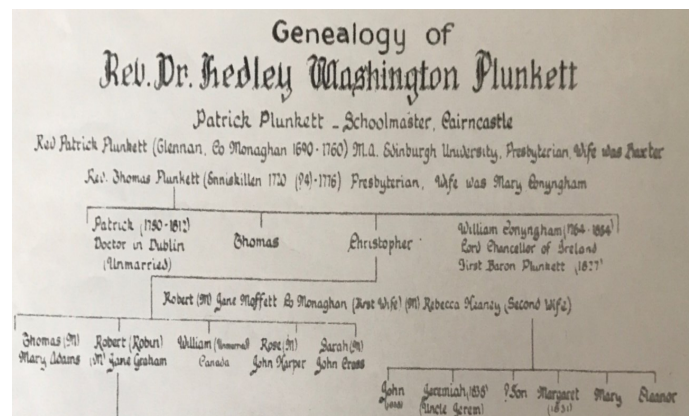 Genealogy of
Rev. Dr. Hedley Washington Plunkett
Patrick Plunkett - Schoolmaster, Cairncastle
Rev Patrick Plunkett (Glennan, Co Monaghan 1690-1760) M.A. Edinburgh University, Presbyterian, Wife was Baxter
Rev. Thomas Plunkett (Enniskillen 1720 (94)-1776) Presbyterian, Wife was Mary Conyngham
Patrick (1750-1812)
Doctor in Dublin
(Unmarried)
Thomas
Christopher
William Conyngham (1764-1854)
Lord Chancellor of Ireland
First Baron Plunkett (1827)
Robert (M) Jane Moffett Co Monaghan (First Wife) (M) Rebecca Heaney (Second Wife)
Thomas (M)
Mary Adams
Robert (Robin)
(M) Jane Graham
William (Unmarried)
Canada
Rose (M)
John Harper
Sarah (M)
John Cross
John
Jeremiah, 1836
(Uncle Jerem)
?Son
Margaret
(1831)
Mary
Eleanor